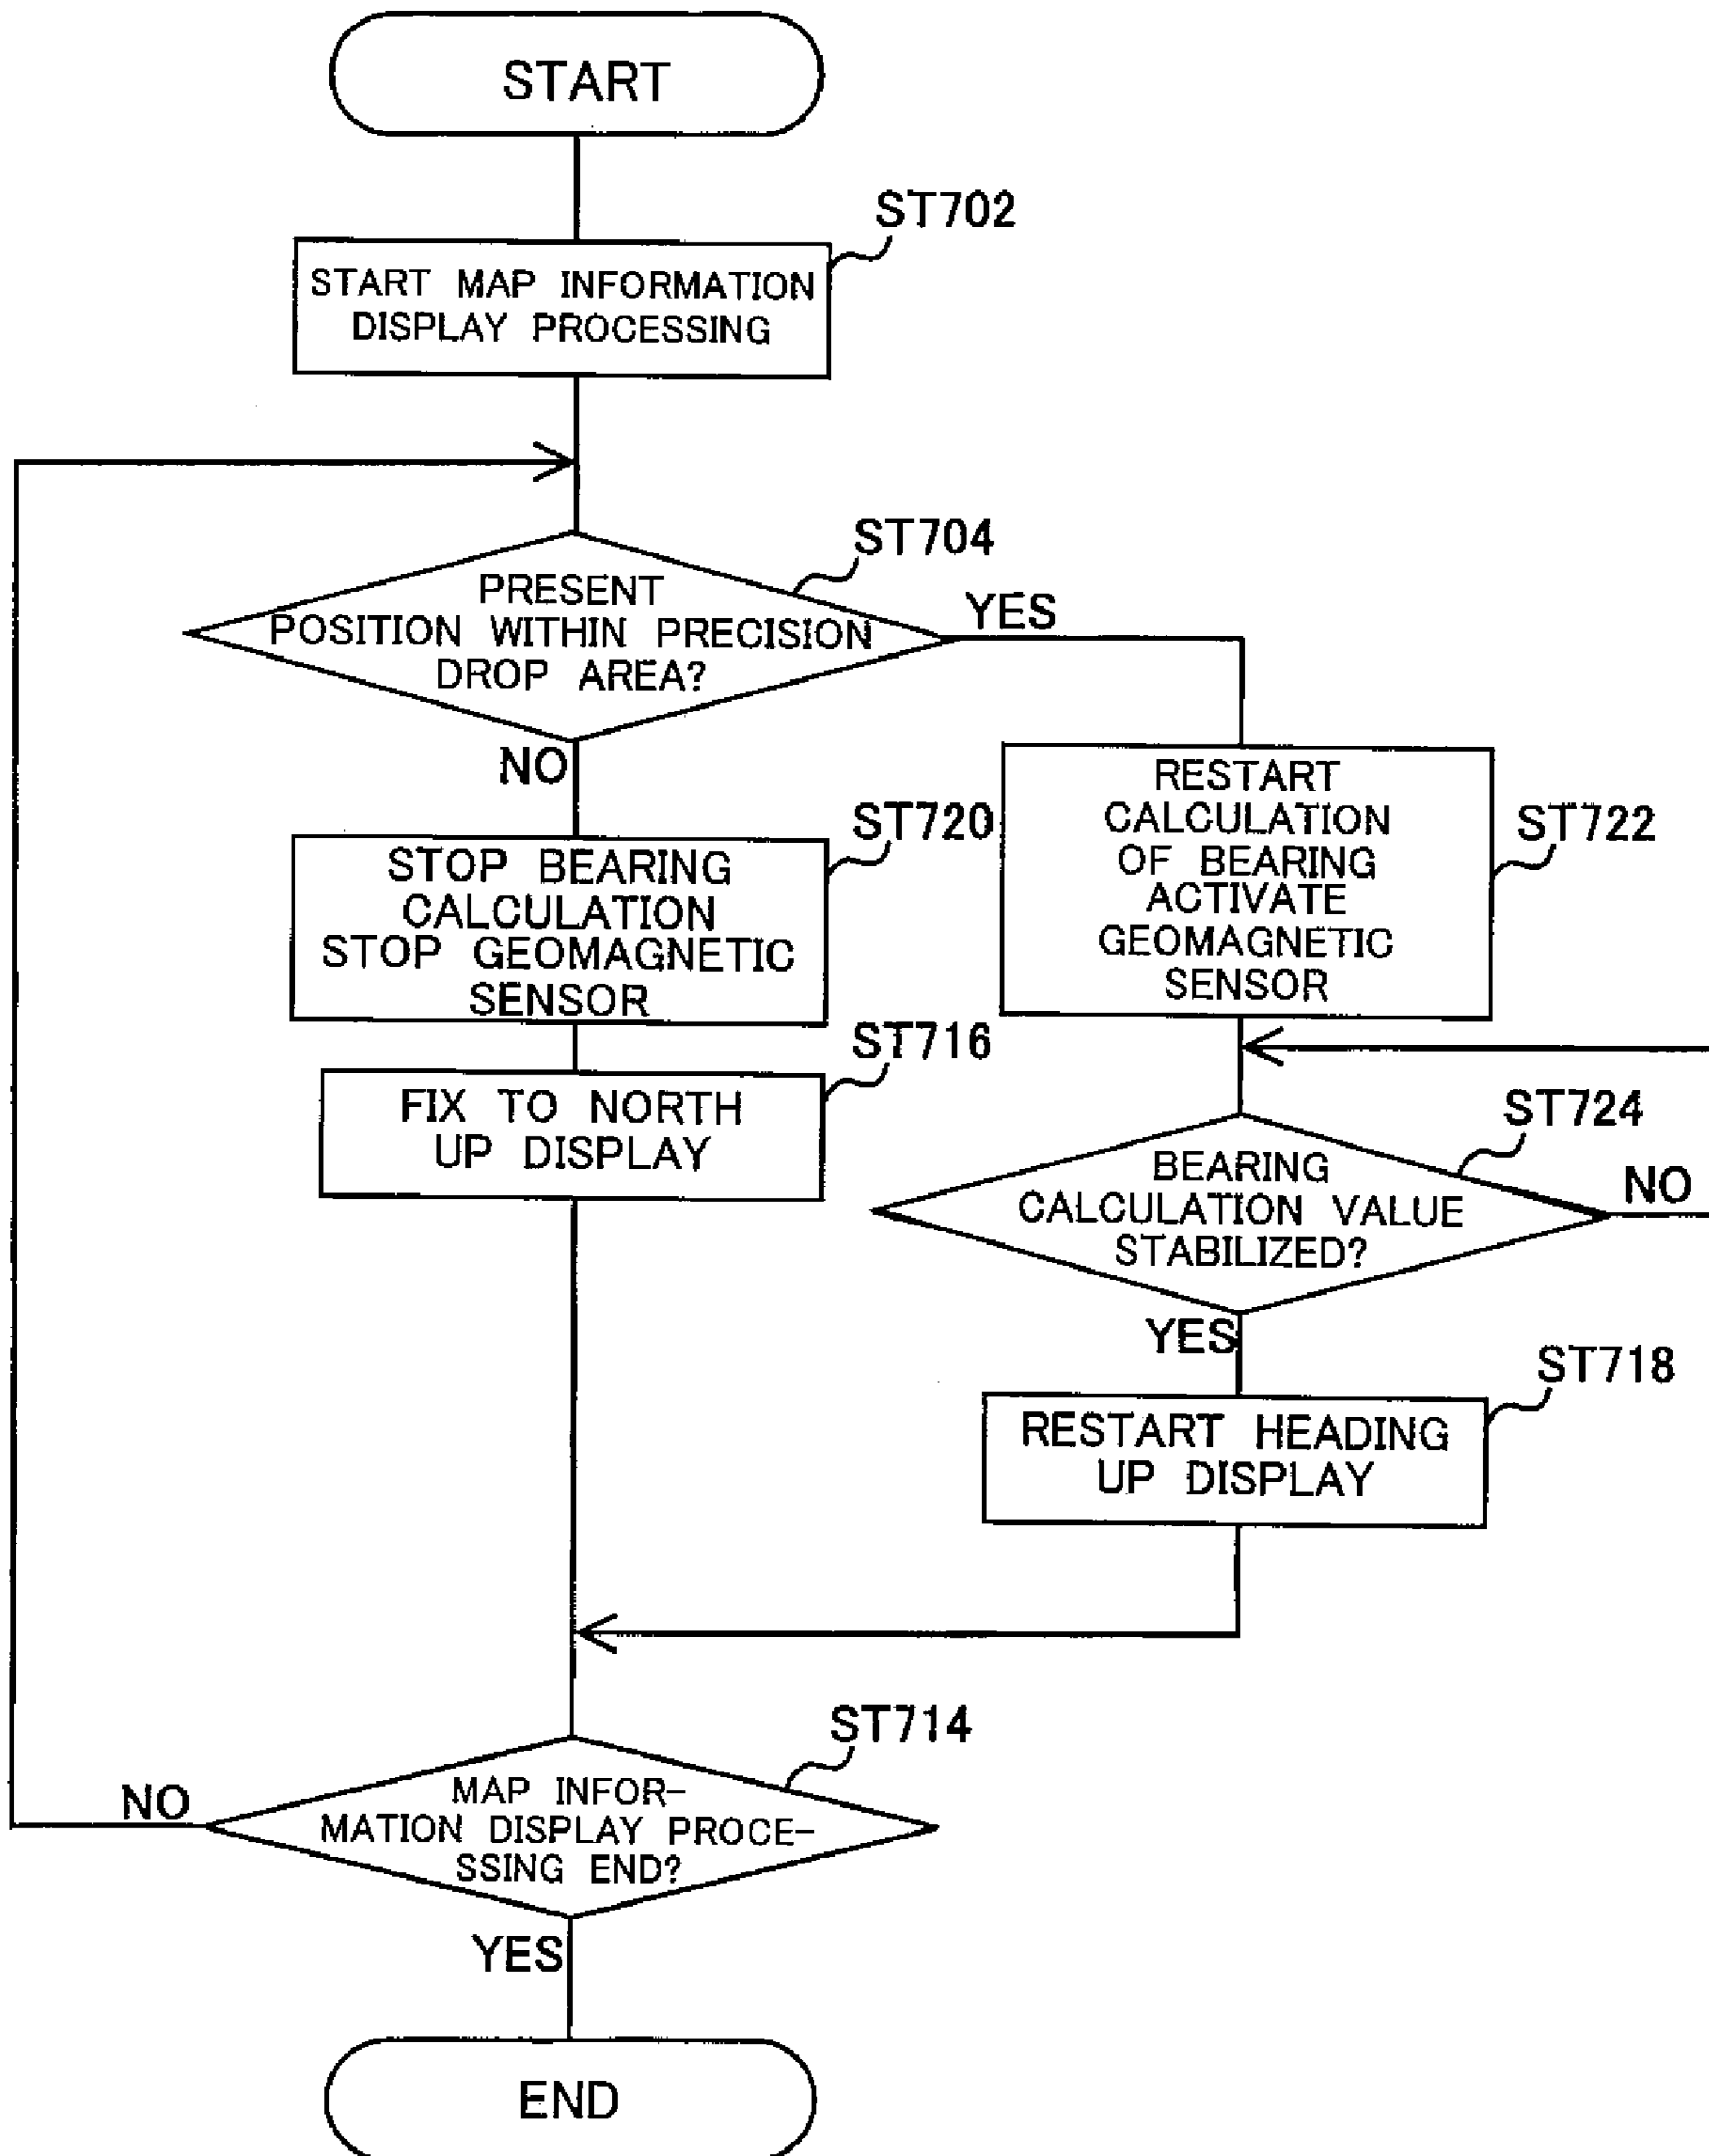 START
ST702
START MAP INFORMATION
DISPLAY PROCESSING
ST704
PRESENT
POSITION WITHIN PRECISION
DROP AREA?
YES
NO
ST720
STOP BEARING
CALCULATION
STOP GEOMAGNETIC
SENSOR
ST722
RESTART
CALCULATION
OF BEARING
ACTIVATE
GEOMAGNETIC
SENSOR
ST716
FIX TO NORTH
UP DISPLAY
ST724
BEARING
CALCULATION VALUE
STABILIZED?
NO
YES
ST718
RESTART HEADING
UP DISPLAY
ST714
MAP INFOR-
MATION DISPLAY PROCE-
SSING END?
NO
YES
END